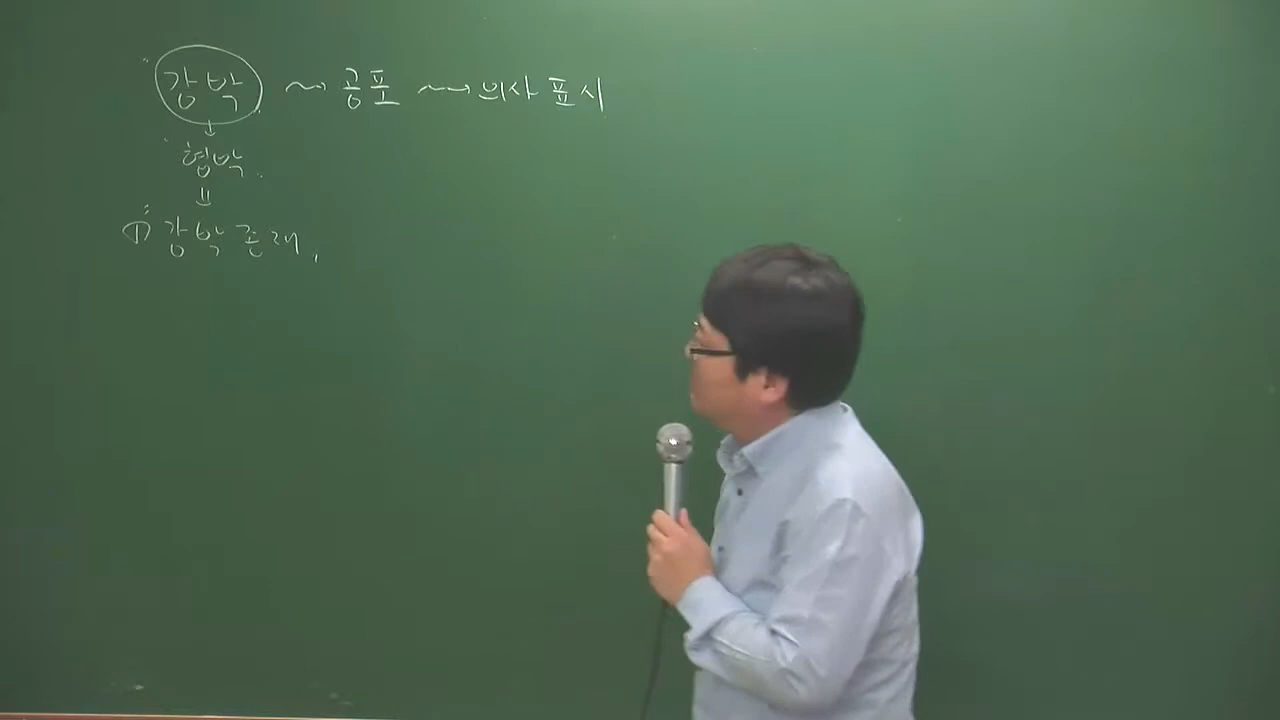 강박 ~→ 공포 ~→ 의사표시
↓
협박
⇓
① 강박 존재,